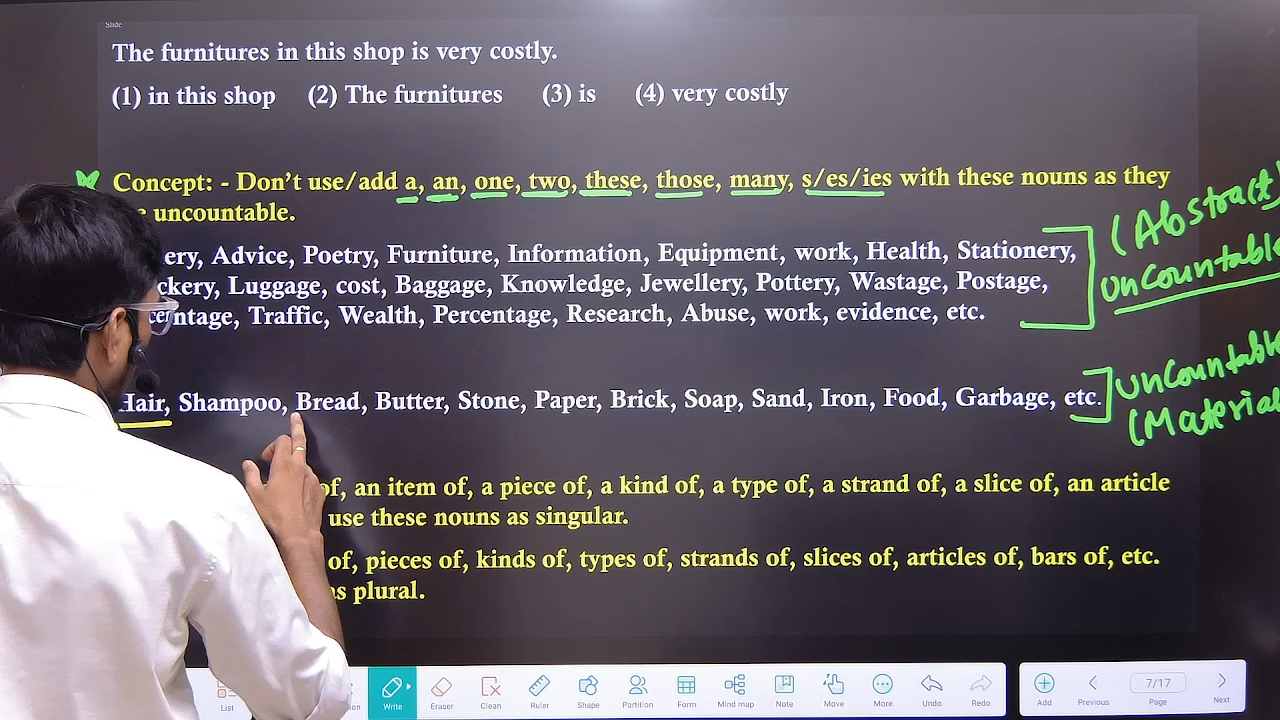 Slide
The furnitures in this shop is very costly.
(1) in this shop (2) The furnitures (3) is (4) very costly
Concept: - Don't use/add a, an, one, two, these, those, many, s/es/ies with these nouns as they
uncountable.
Advice, Poetry, Furniture, Information, Equipment, work, Health, Stationery,
Luggage, cost, Baggage, Knowledge, Jewellery, Pottery, Wastage, Postage,
Traffic, Wealth, Percentage, Research, Abuse, work, evidence, etc.
(Abstract)
Uncountable
Hair, Shampoo, Bread, Butter, Stone, Paper, Brick, Soap, Sand, Iron, Food, Garbage, etc.
Uncountable
(Material
of, an item of, a piece of, a kind of, a type of, a strand of, a slice of, an article
use these nouns as singular.
of, pieces of, kinds of, types of, strands of, slices of, articles of, bars of, etc.
as plural.
List Write Eraser Clean Ruler Shape Partition Form Mind map Note Move More Undo Redo Add Previous 7/17 Page Next